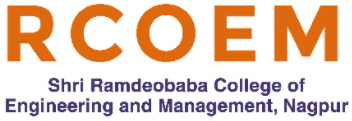 RCOEM
Shri Ramdeobaba College of
Engineering and Management, Nagpur